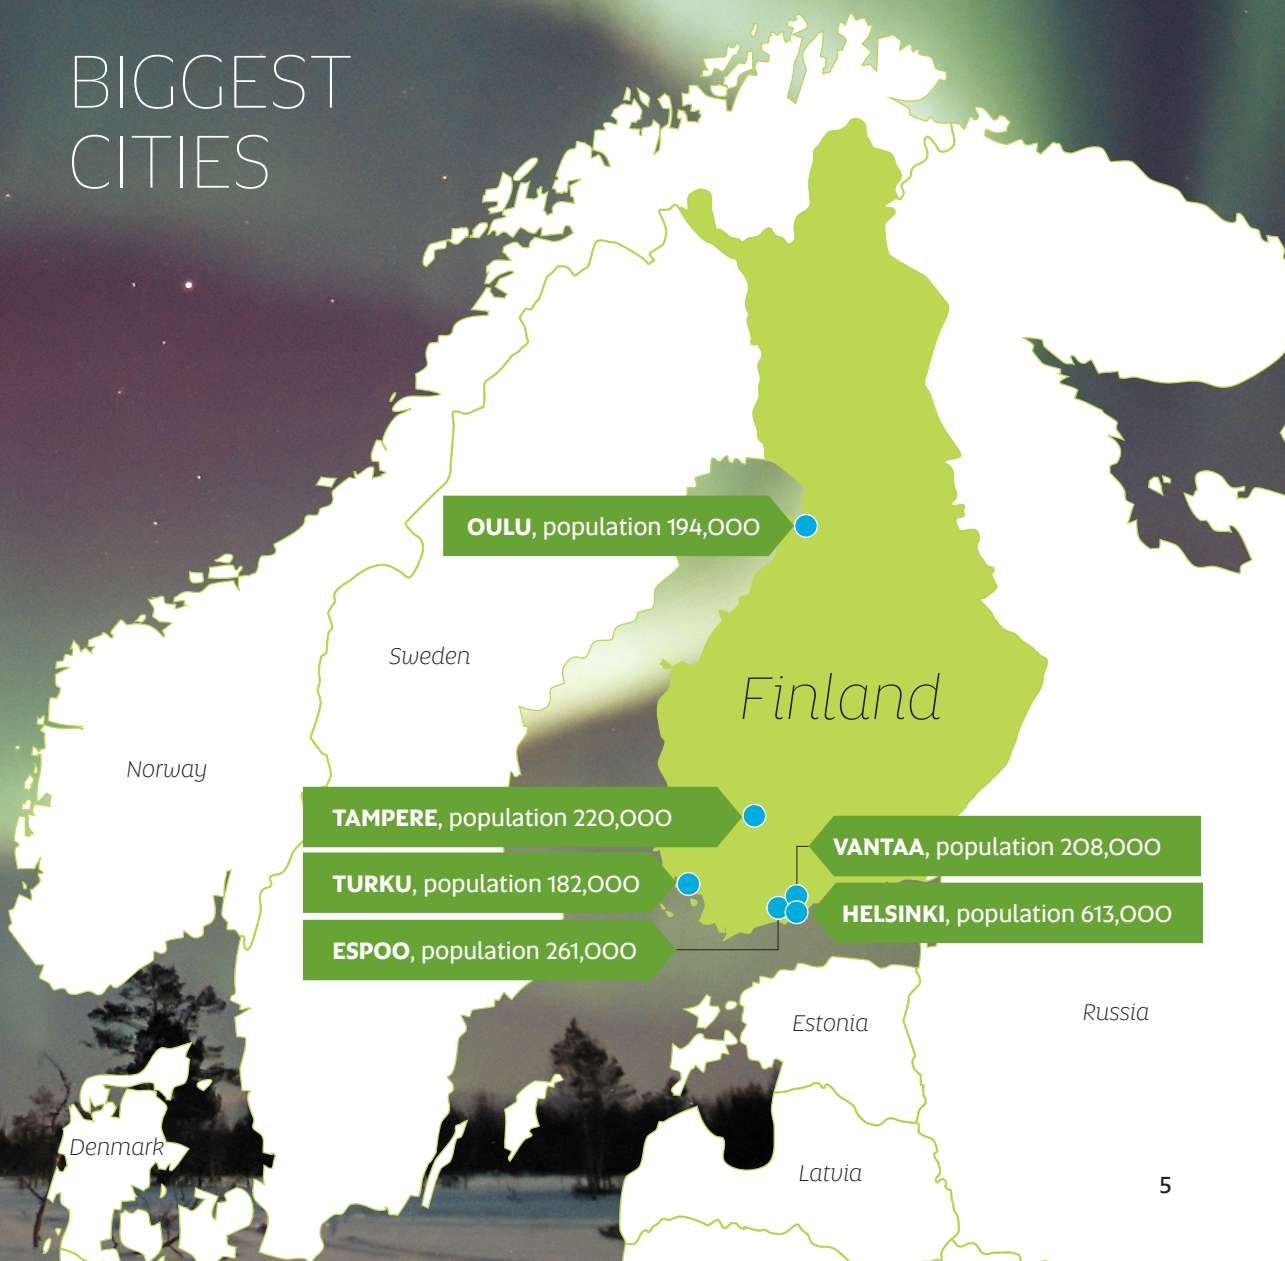 BIGGEST
CITIES
OULU, population 194,000
Sweden
Finland
Norway
TAMPERE, population 220,000
VANTAA, population 208,000
TURKU, population 182,000
HELSINKI, population 613,000
ESPOO, population 261,000
Estonia
Russia
Denmark
Latvia
5